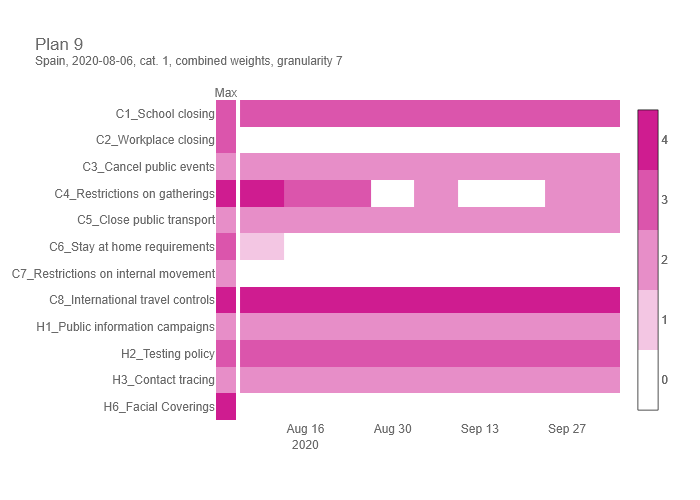 Plan 9
Spain, 2020-08-06, cat. 1, combined weights, granularity 7
Max
C1_School closing
C2_Workplace closing
C3_Cancel public events
C4_Restrictions on gatherings
C5_Close public transport
C6_Stay at home requirements
C7_Restrictions on internal movement
C8_International travel controls
H1_Public information campaigns
H2_Testing policy
H3_Contact tracing
H6_Facial Coverings
4
3
2
1
0
Aug 16 Aug 30 Sep 13 Sep 27
2020